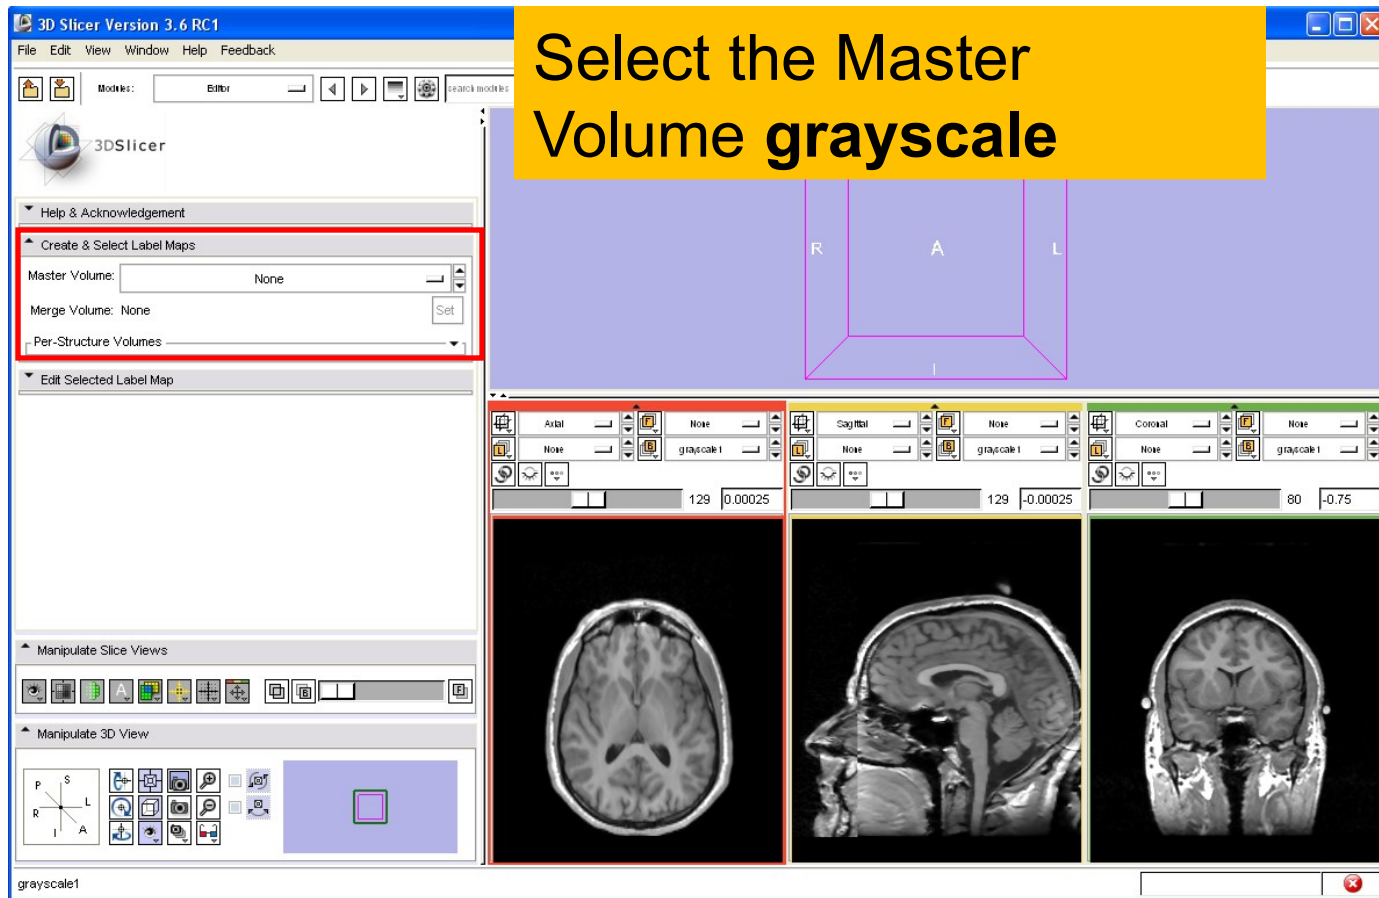 3D Slicer Version 3.6 RC1
File Edit View Window Help Feedback
Select the Master
Volume grayscale
Modules: Editor search modules
3DSlicer
Help & Acknowledgement
Create & Select Label Maps
Master Volume: None
Merge Volume: None Set
Per-Structure Volumes
Edit Selected Label Map
R A L
I
Axial F None
L None B grayscale1
129 0.00025
Sagittal F None
L None B grayscale1
129 -0.00025
Coronal F None
L None B grayscale1
80 -0.75
Manipulate Slice Views
A B F
Manipulate 3D View
P S
R L
I A
grayscale1